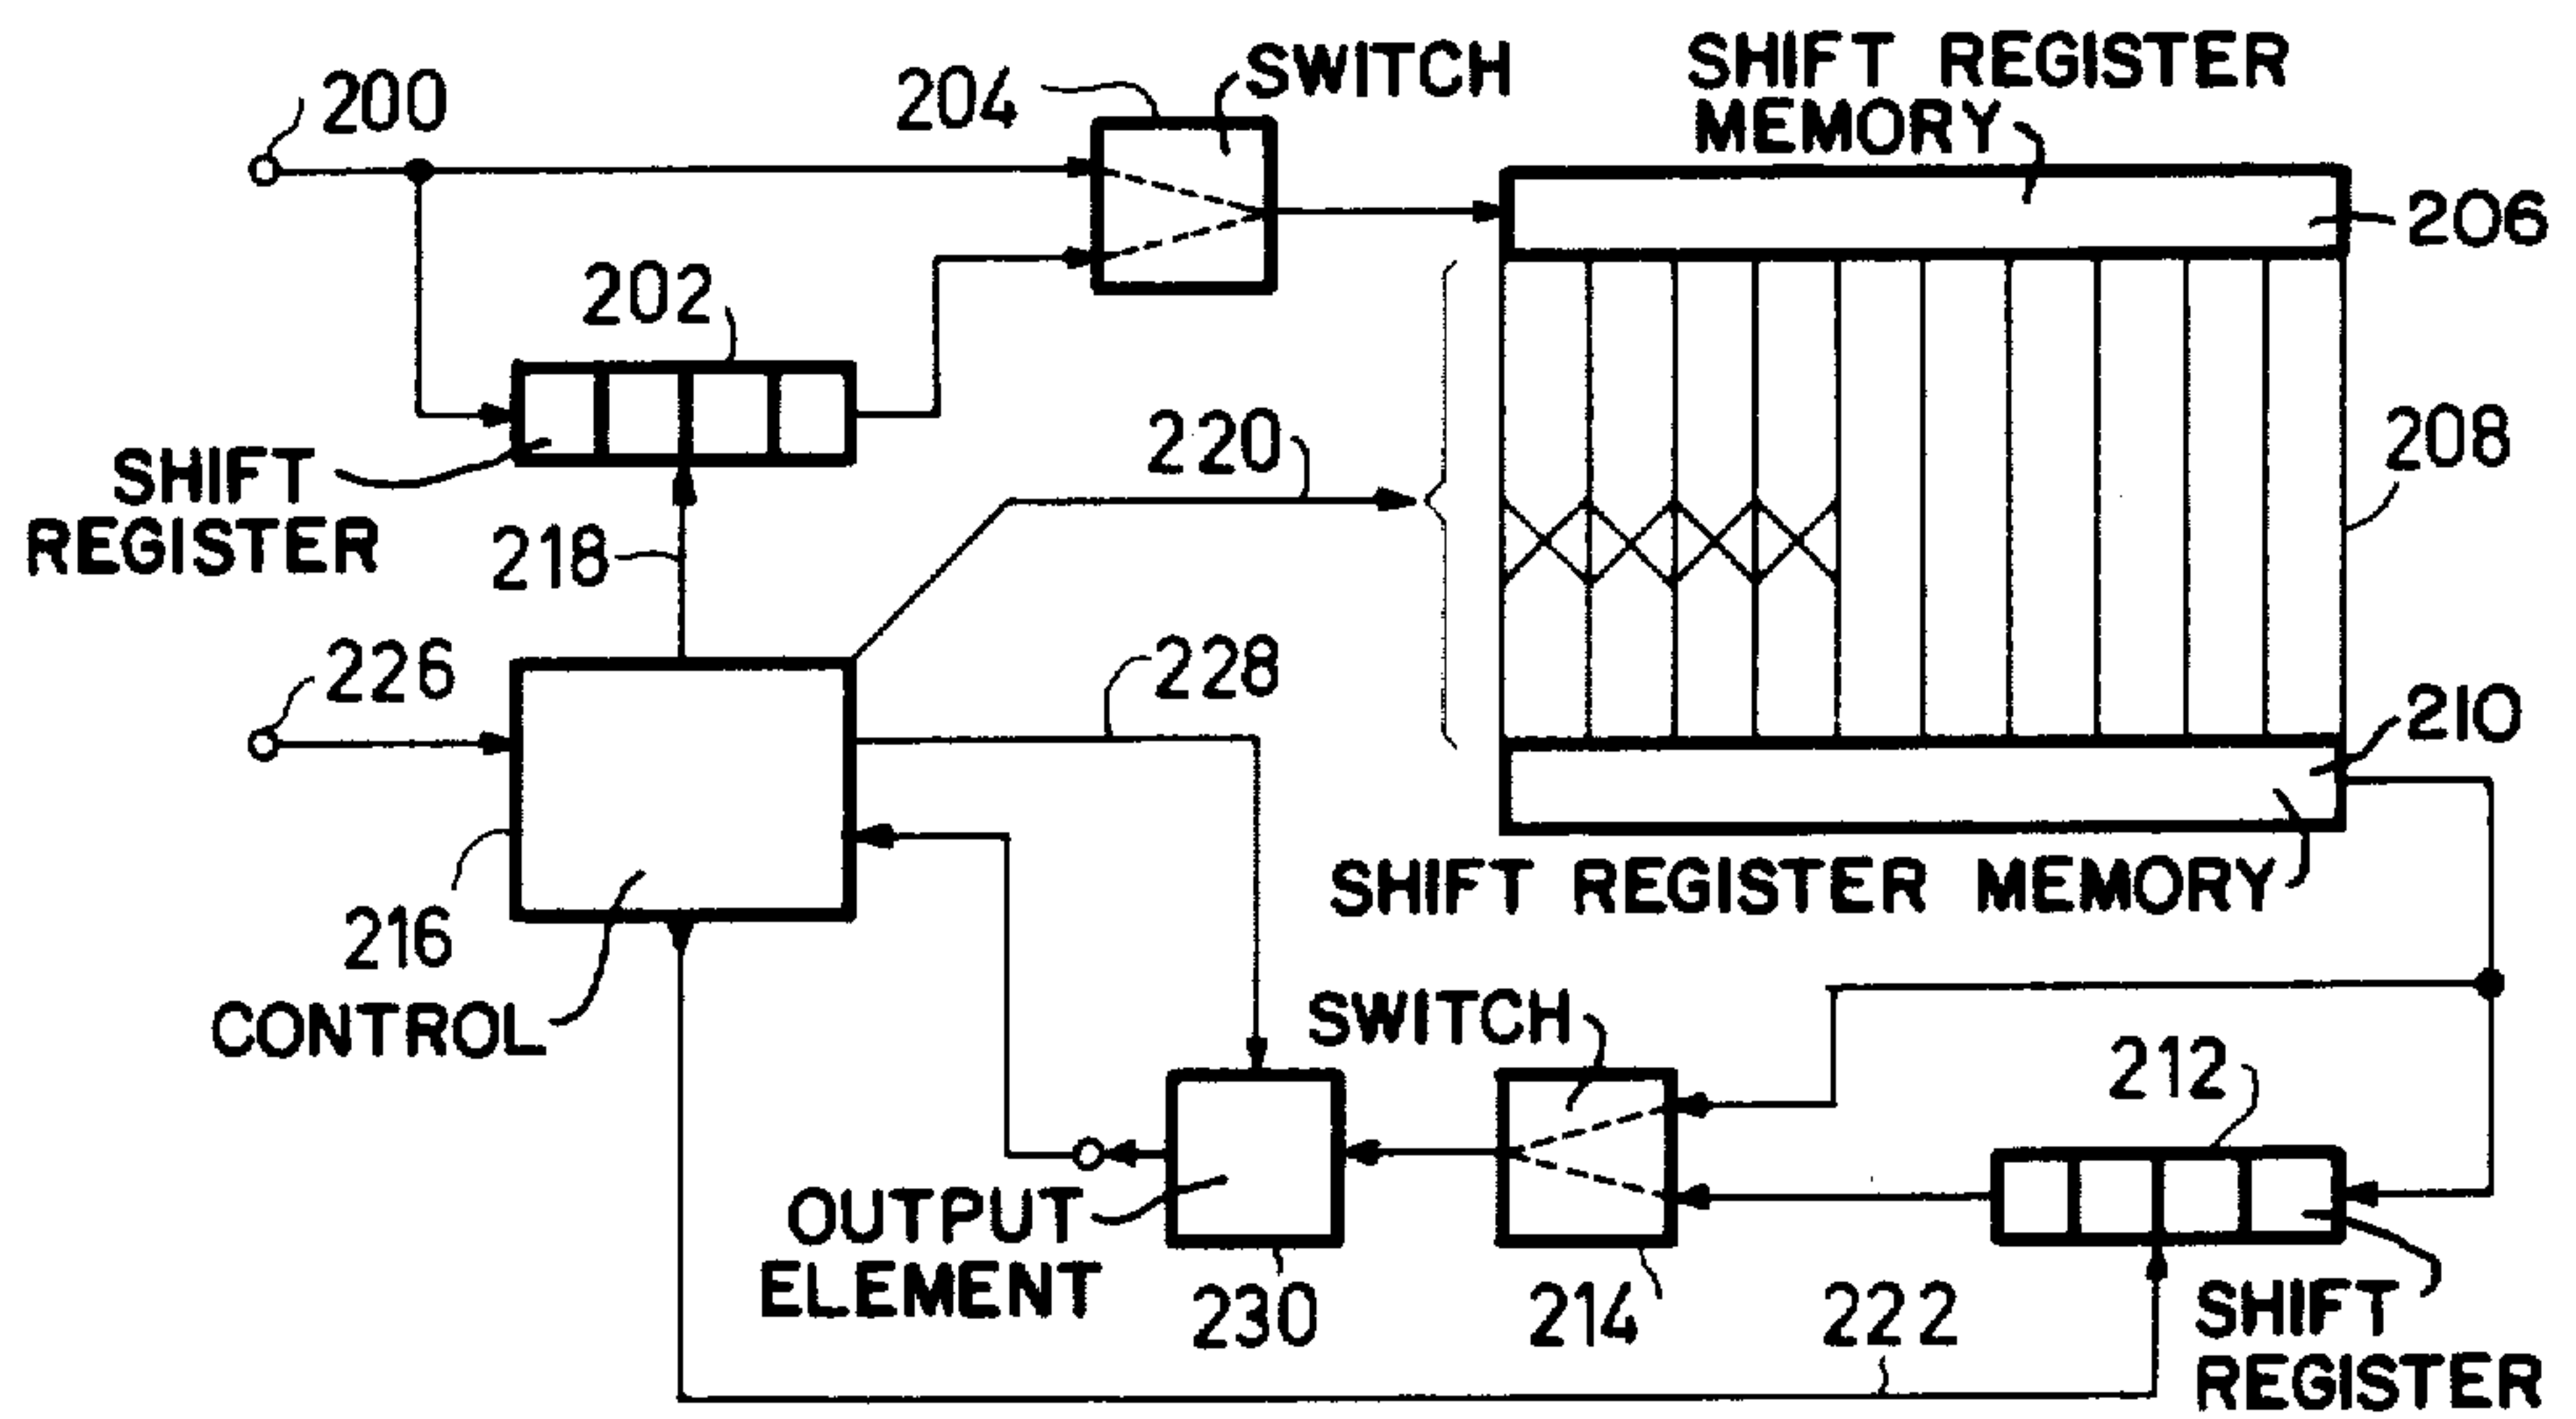 200
204
SWITCH
SHIFT REGISTER
MEMORY
206
202
208
220
SHIFT
REGISTER
218
226
228
210
216
SHIFT REGISTER MEMORY
CONTROL
SWITCH
212
OUTPUT
ELEMENT
230
214
222
SHIFT
REGISTER